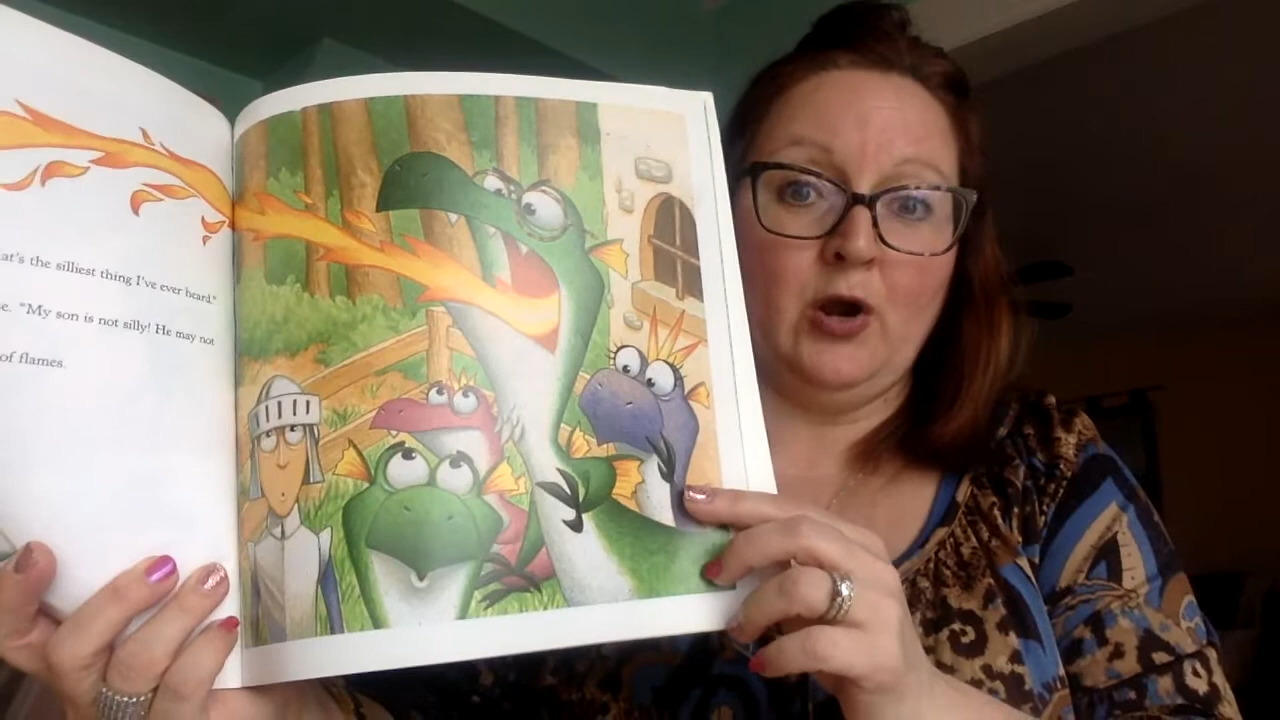 at's the silliest thing I've ever heard."
e. "My son is not silly! He may not
of flames.